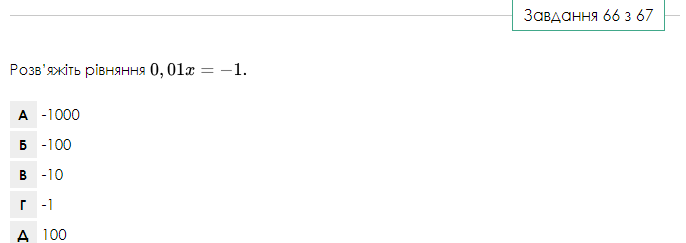 Завдання 66 з 67
Розв’яжіть рівняння 0, 01x = −1.
А -1000
Б -100
В -10
Г -1
Д 100